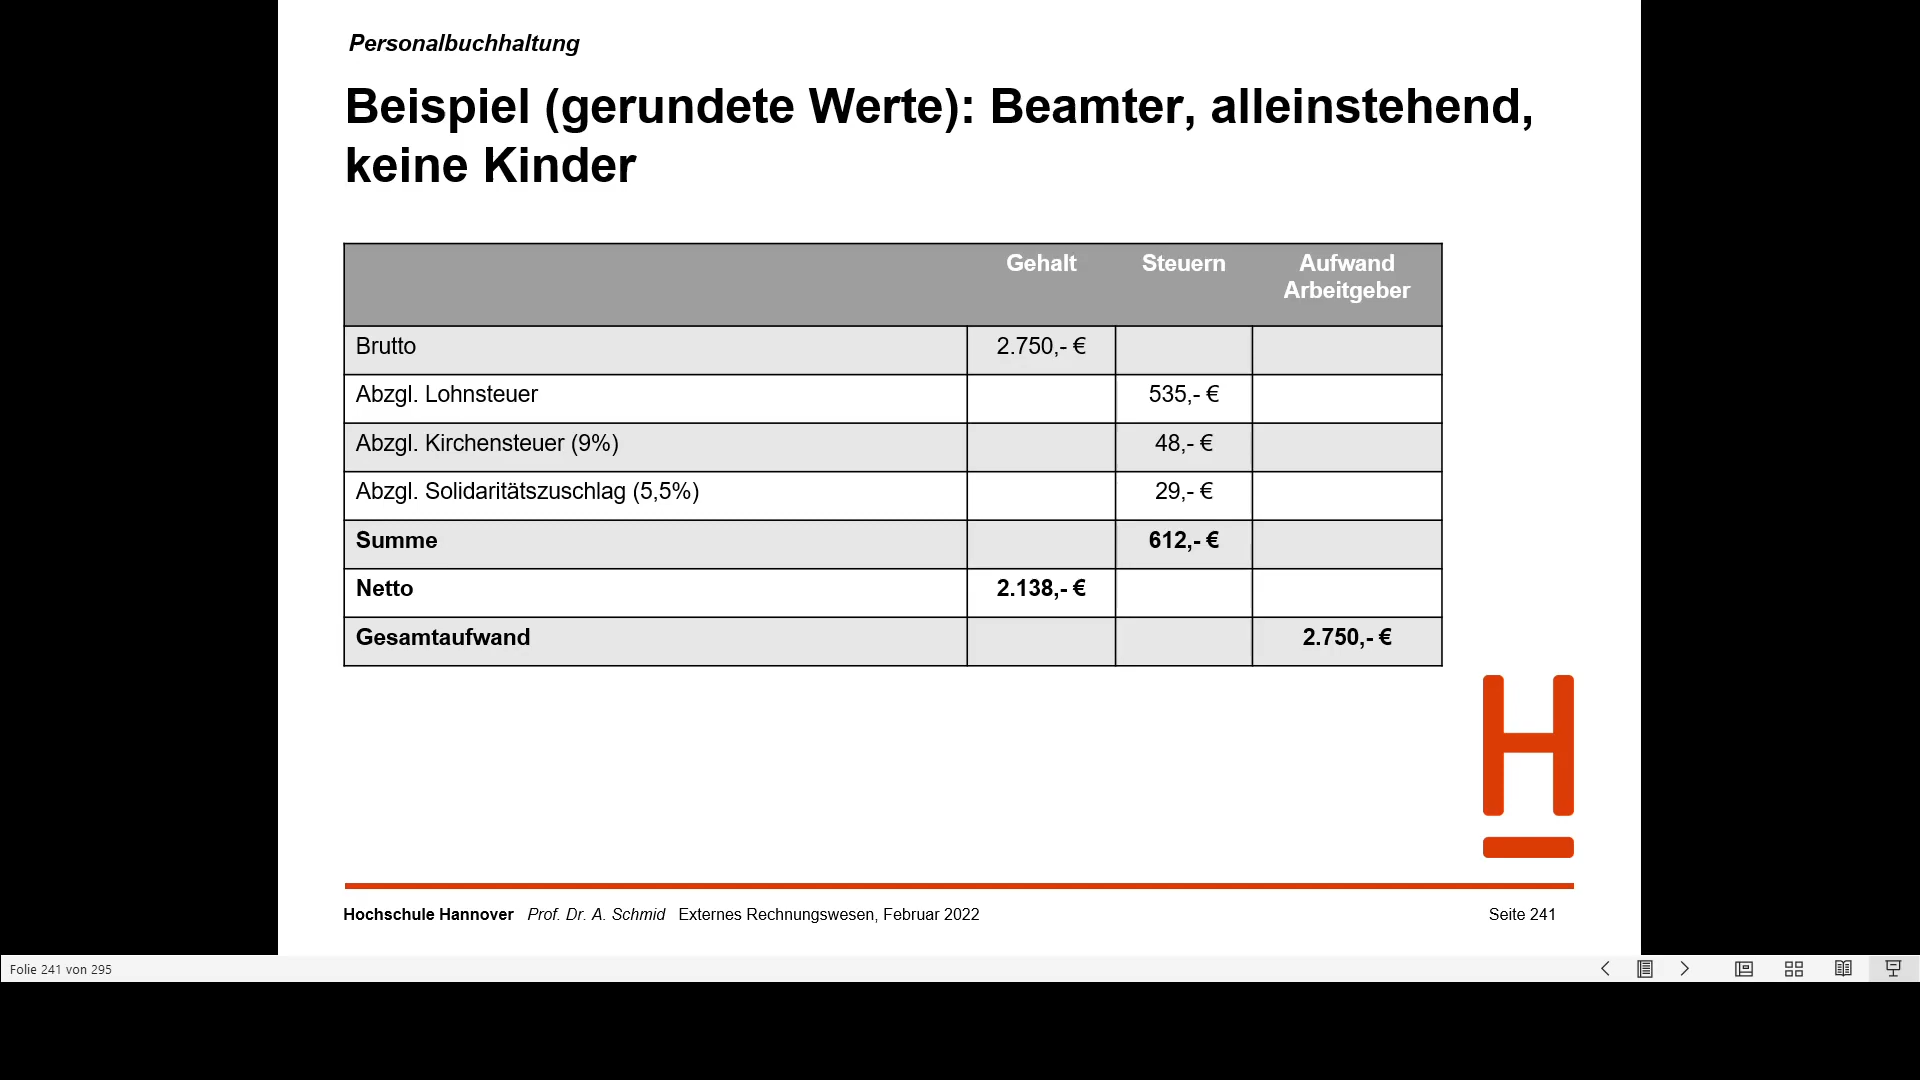 Personalbuchhaltung
Beispiel (gerundete Werte): Beamter, alleinstehend,
keine Kinder
Gehalt Steuern Aufwand
Arbeitgeber
Brutto 2.750,- €
Abzgl. Lohnsteuer 535,- €
Abzgl. Kirchensteuer (9%) 48,- €
Abzgl. Solidaritätszuschlag (5,5%) 29,- €
Summe 612,- €
Netto 2.138,- €
Gesamtaufwand 2.750,- €
H
Hochschule Hannover Prof. Dr. A. Schmid Externes Rechnungswesen, Februar 2022 Seite 241
Folie 241 von 295